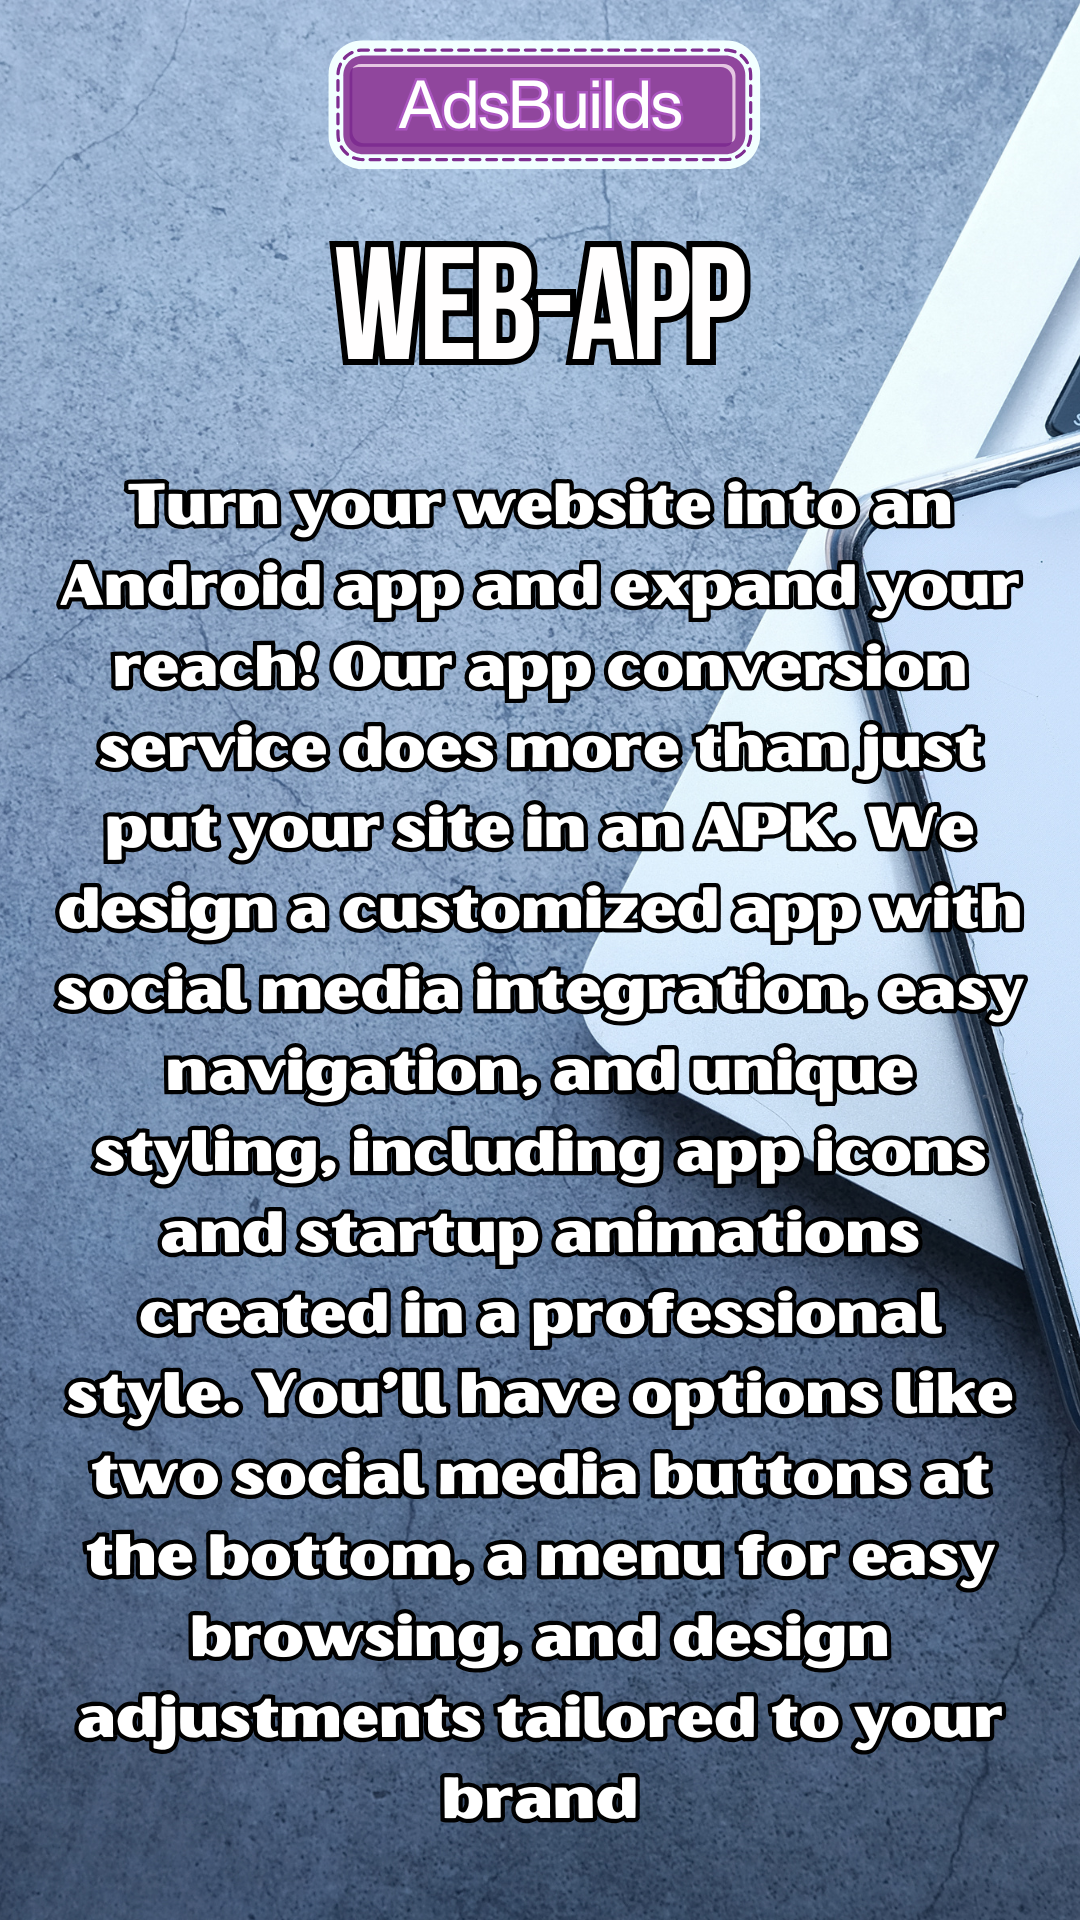 AdsBuilds
WEB-APP
Turn your website into an
Android app and expand your
reach! Our app conversion
service does more than just
put your site in an APK. We
design a customized app with
social media integration, easy
navigation, and unique
styling, including app icons
and startup animations
created in a professional
style. You’ll have options like
two social media buttons at
the bottom, a menu for easy
browsing, and design
adjustments tailored to your
brand